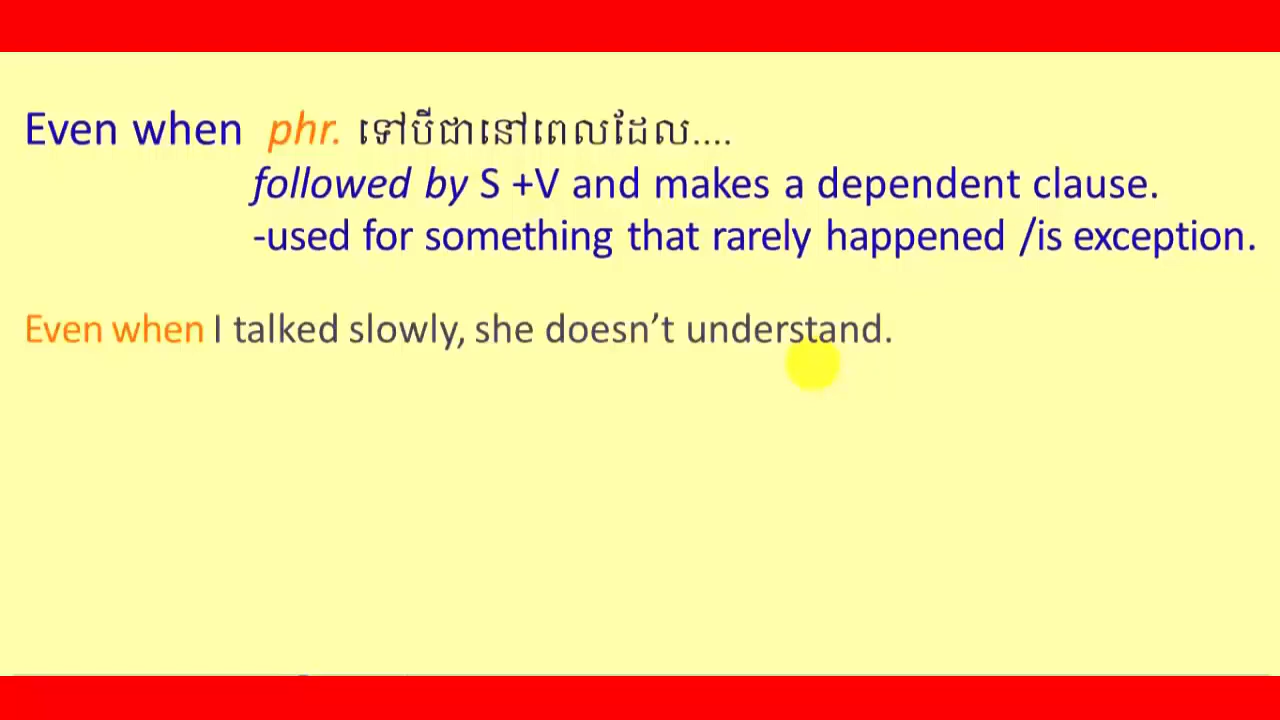 Even when phr. ទៅបីជានៅពេលដែល....
followed by S +V and makes a dependent clause.
-used for something that rarely happened /is exception.
Even when I talked slowly, she doesn’t understand.